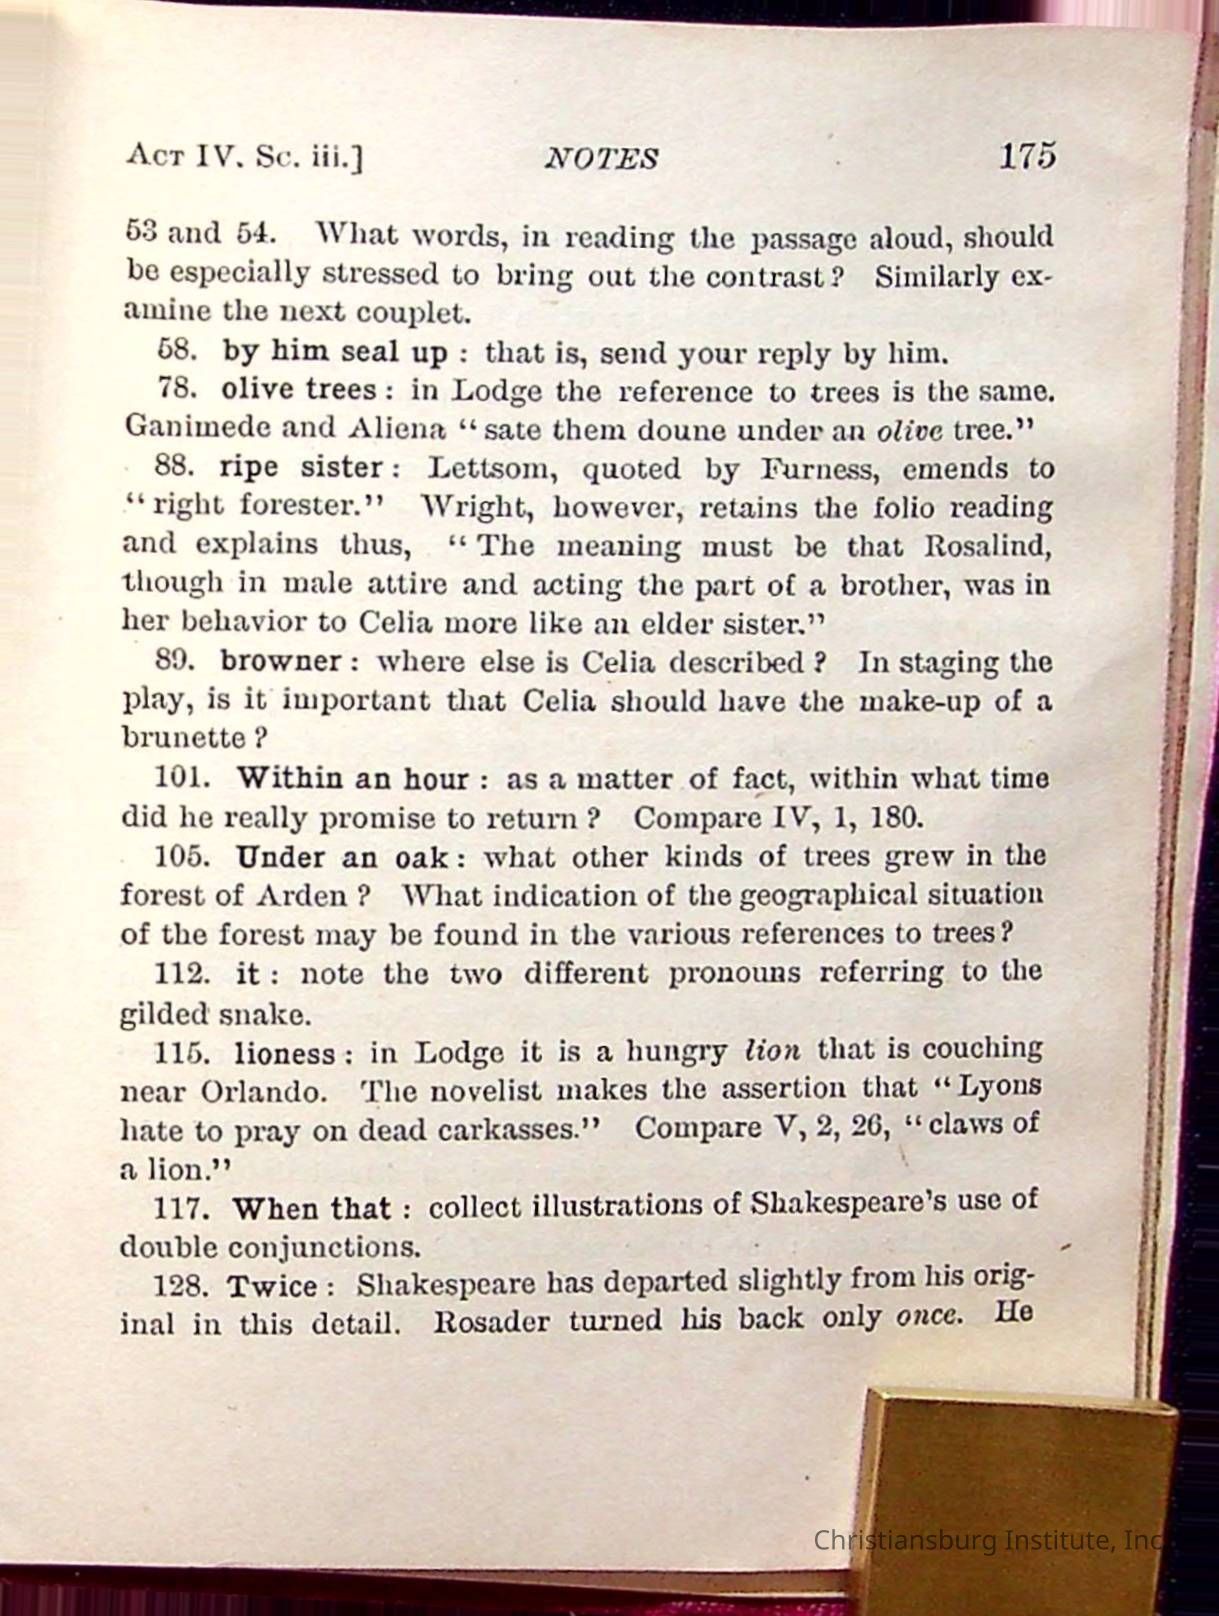 ACT IV. SC. iii.] NOTES 175
53 and 54. What words, in reading the passage aloud, should
be especially stressed to bring out the contrast? Similarly ex-
amine the next couplet.
58. by him seal up : that is, send your reply by him.
78. olive trees : in Lodge the reference to trees is the same.
Ganimede and Aliena “ sate them doune under an olive tree.”
88. ripe sister : Lettsom, quoted by Furness, emends to
“ right forester.” Wright, however, retains the folio reading
and explains thus, “ The meaning must be that Rosalind,
though in male attire and acting the part of a brother, was in
her behavior to Celia more like an elder sister.”
89. browner : where else is Celia described ? In staging the
play, is it important that Celia should have the make-up of a
brunette ?
101. Within an hour : as a matter of fact, within what time
did he really promise to return ? Compare IV, 1, 180.
105. Under an oak : what other kinds of trees grew in the
forest of Arden ? What indication of the geographical situation
of the forest may be found in the various references to trees ?
112. it : note the two different pronouns referring to the
gilded snake.
115. lioness : in Lodge it is a hungry lion that is couching
near Orlando. The novelist makes the assertion that “ Lyons
hate to pray on dead carkasses.” Compare V, 2, 26, “ claws of
a lion.”
117. When that : collect illustrations of Shakespeare’s use of
double conjunctions.
128. Twice : Shakespeare has departed slightly from his orig-
inal in this detail. Rosader turned his back only once. He
Christiansburg Institute, Inc